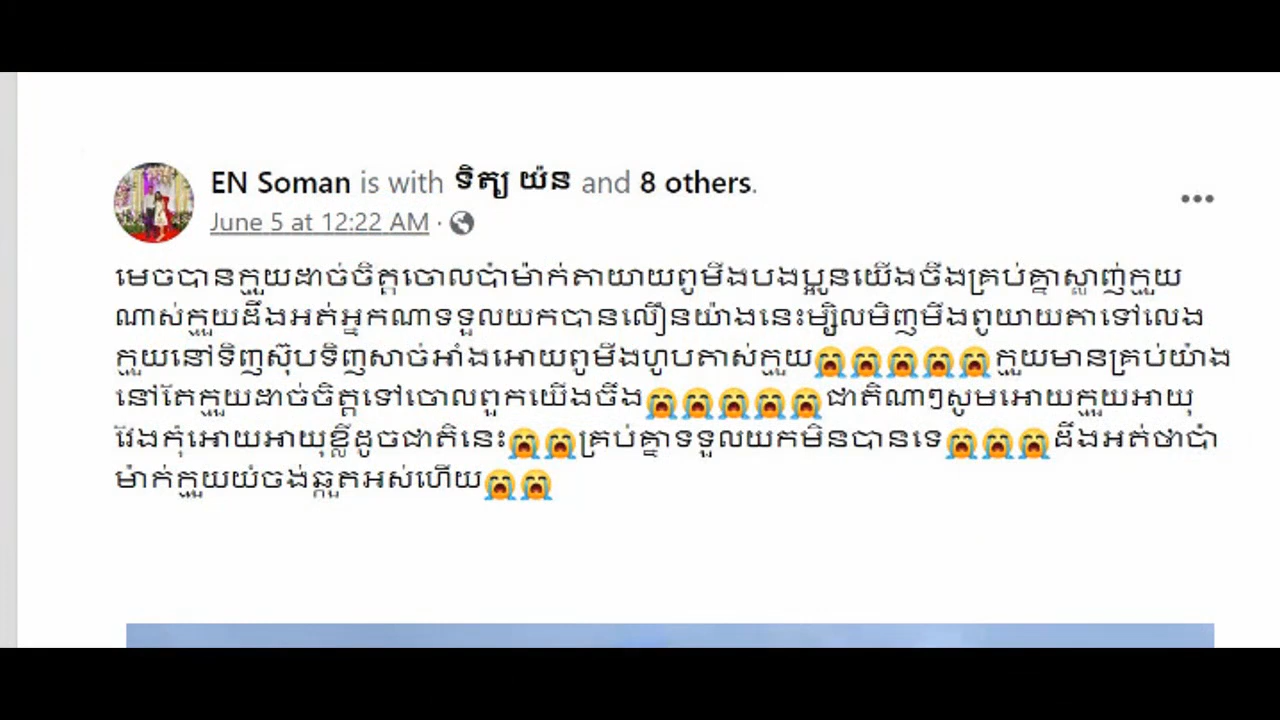 EN Soman is with ទិត្យ យ៉ន and 8 others.
June 5 at 12:22 AM ·
មេចបានក្មួយដាច់ចិត្តចោលប៉ាម៉ាក់តាយាយពូមីងបងប្អូនយើងចឹងគ្រប់គ្នាស្លាញ់ក្មួយ
ណាស់ក្មួយដឹងអត់អ្នកណាទទួលយកបានលឿនយ៉ាងនេះម្សិលមិញមីងពូយាយតាទៅលេង
ក្មួយនៅទិញស៊ុបទិញសាច់អាំងអោយពូមីងហូបតាស់ក្មួយ😭😭😭😭😭ក្មួយមានគ្រប់យ៉ាង
នៅតែក្មួយដាច់ចិត្តទៅចោលពួកយើងចឹង😭😭😭😭😭ជាតិណាៗសូមអោយក្មួយអាយុ
វែងកុំអោយអាយុខ្លីដូចជាតិនេះ😭😭គ្រប់គ្នាទទួលយកមិនបានទេ😭😭😭ដឹងអត់ថាប៉ា
ម៉ាក់ក្មួយយំចង់ឆ្កួតអស់ហើយ😭😭